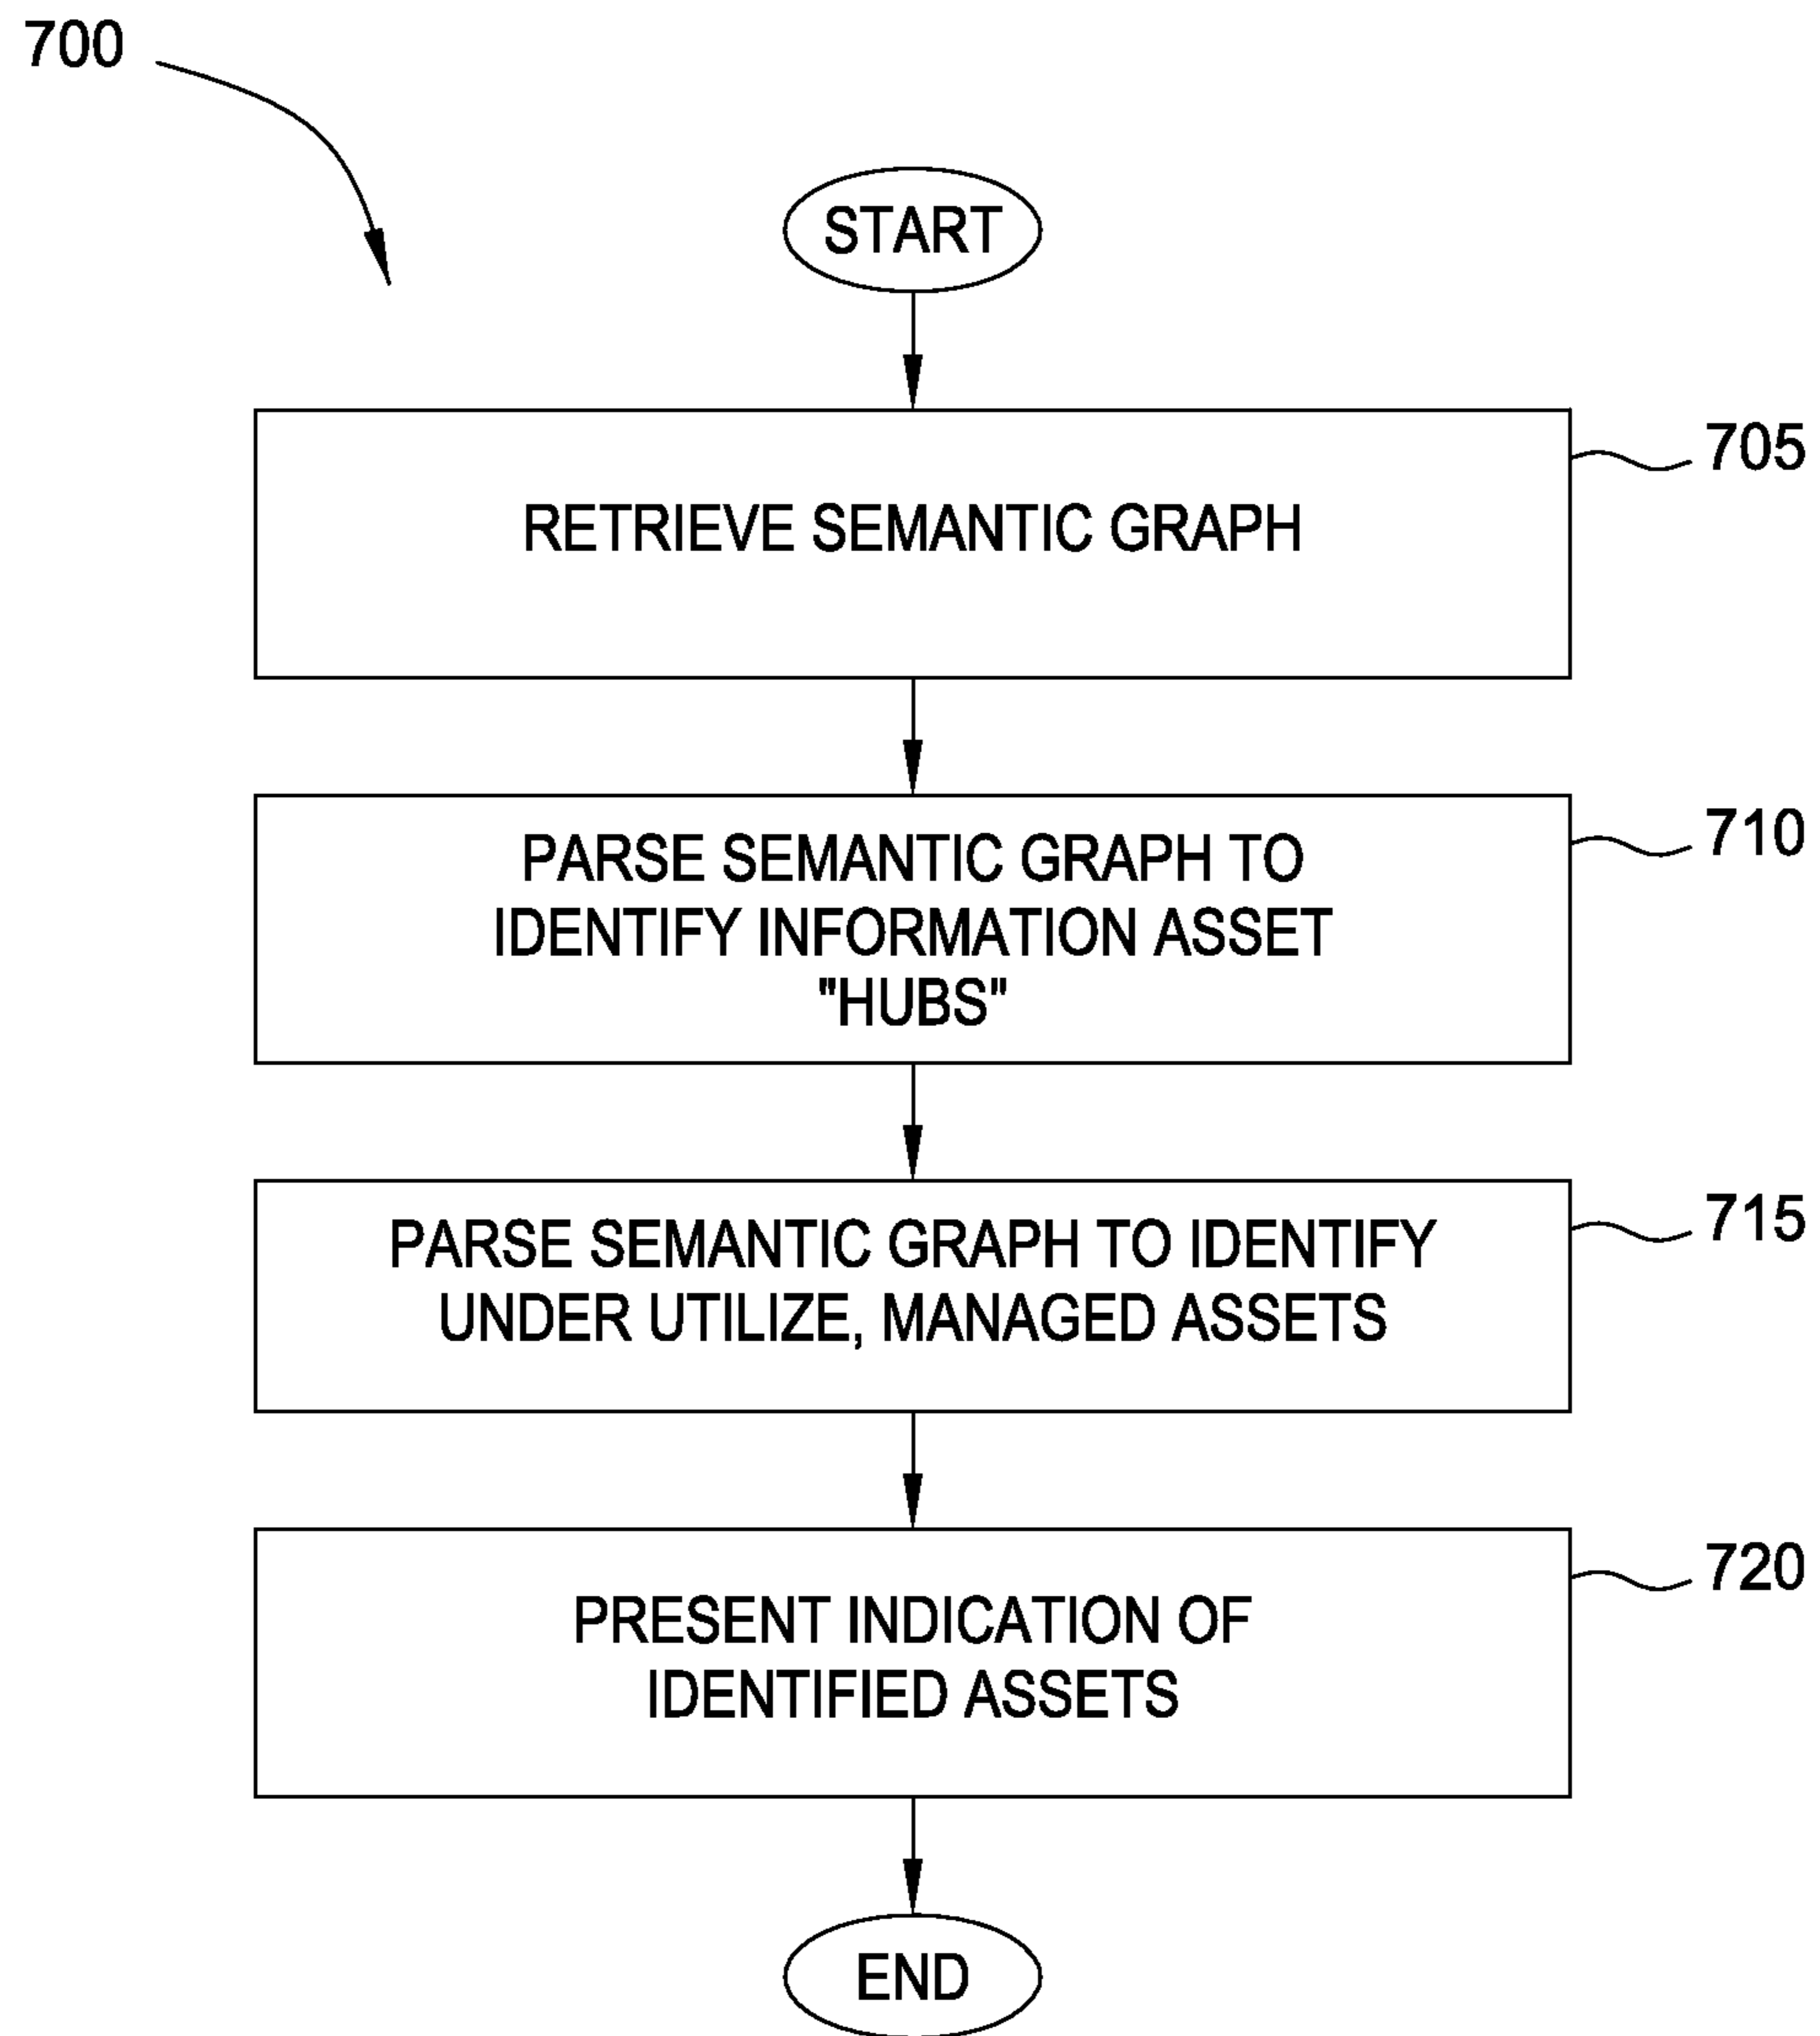 700
START
705
RETRIEVE SEMANTIC GRAPH
710
PARSE SEMANTIC GRAPH TO
IDENTIFY INFORMATION ASSET
"HUBS"
715
PARSE SEMANTIC GRAPH TO IDENTIFY
UNDER UTILIZE, MANAGED ASSETS
720
PRESENT INDICATION OF
IDENTIFIED ASSETS
END